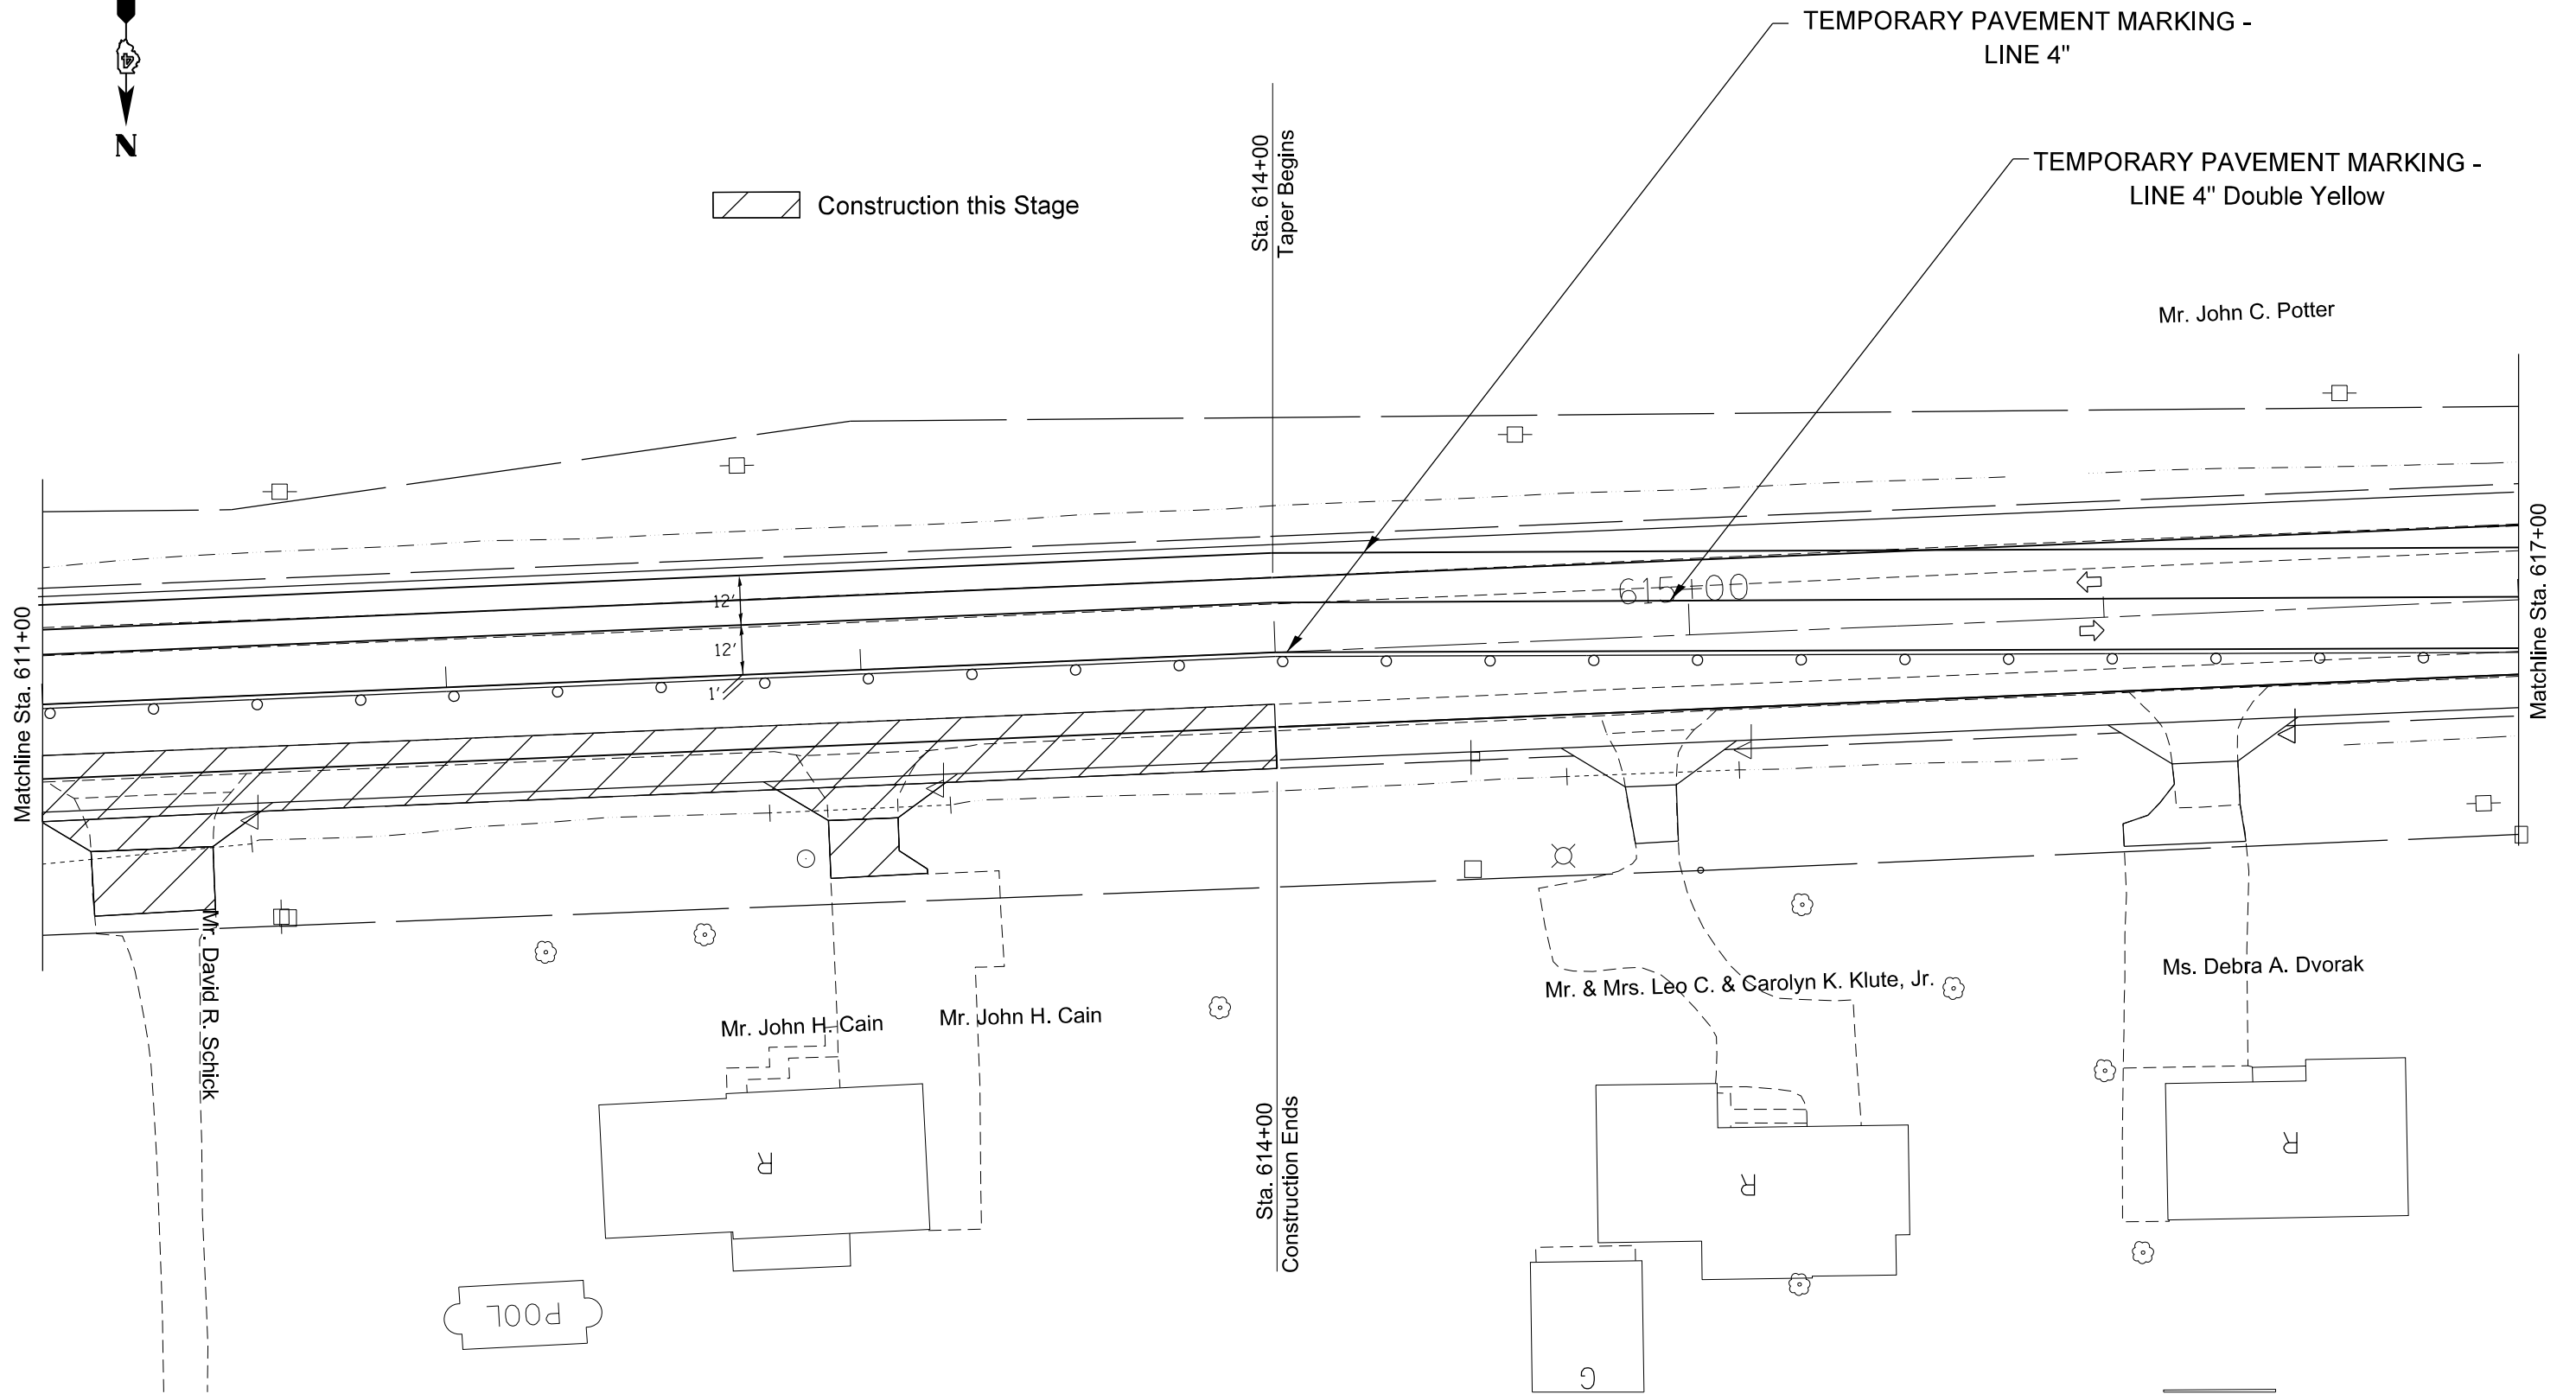 TEMPORARY PAVEMENT MARKING -
LINE 4"
4
N
Sta. 614+00
Taper Begins
TEMPORARY PAVEMENT MARKING -
LINE 4" Double Yellow
Construction this Stage
Mr. John C. Potter
Matchline Sta. 611+00
Matchline Sta. 617+00
12'
12'
1'
615+00
Mr. David R. Schick
Mr. John H. Cain
Mr. John H. Cain
Mr. & Mrs. Leo C. & Carolyn K. Klute, Jr.
Ms. Debra A. Dvorak
Sta. 614+00
Construction Ends
R
R
R
POOL
G